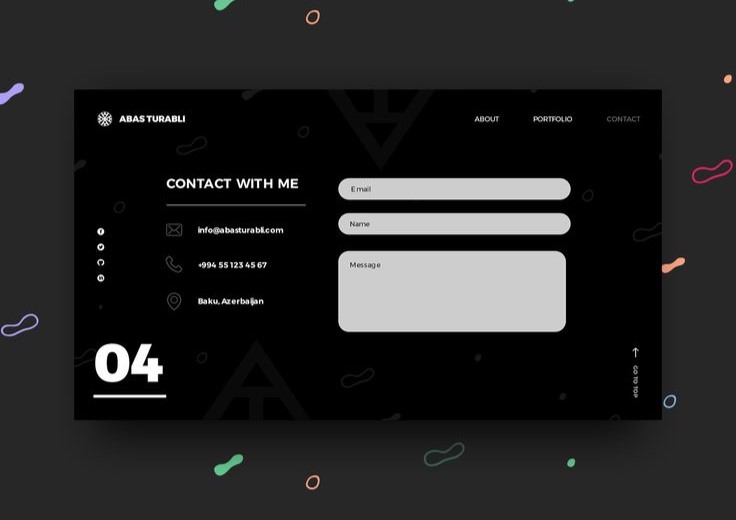 ABAS TURABLI
ABOUT
PORTFOLIO
CONTACT
CONTACT WITH ME
info@abasturabli.com
+994 55 123 45 67
Baku, Azerbaijan
Email
Name
Message
04
GO TO TOP